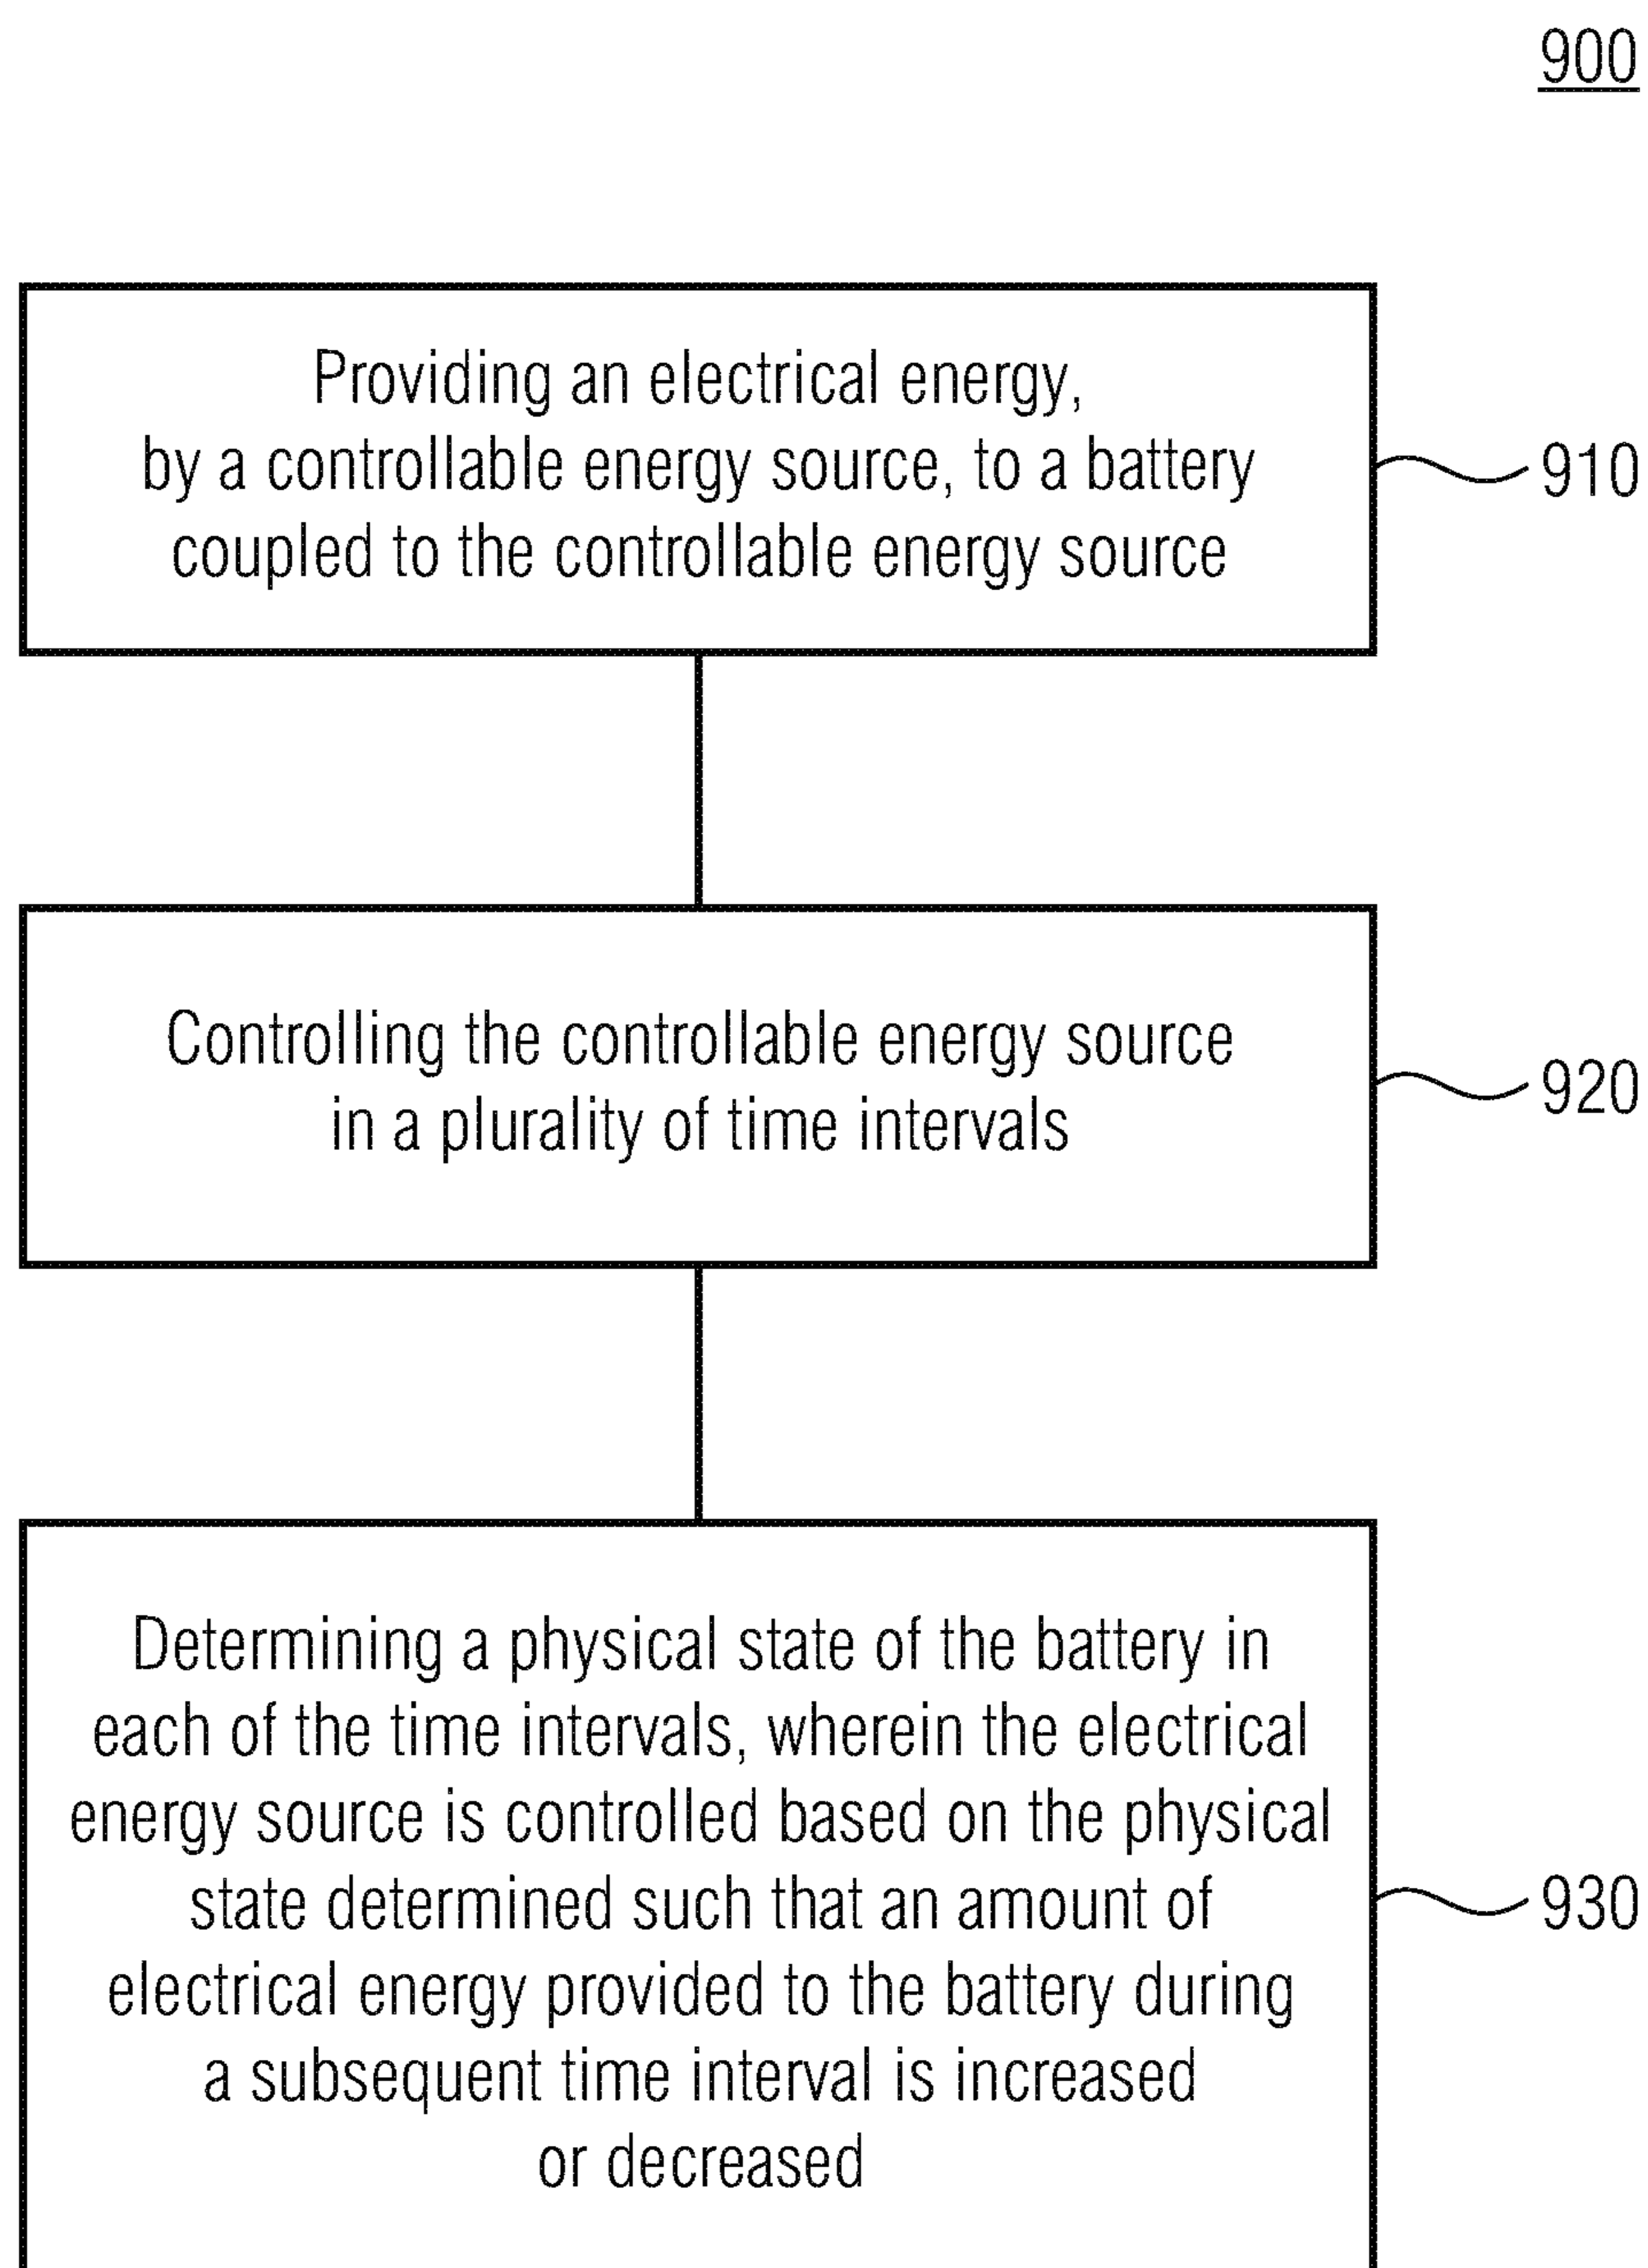 900
Providing an electrical energy,
by a controllable energy source, to a battery
coupled to the controllable energy source
910
Controlling the controllable energy source
in a plurality of time intervals
920
Determining a physical state of the battery in
each of the time intervals, wherein the electrical
energy source is controlled based on the physical
state determined such that an amount of
electrical energy provided to the battery during
a subsequent time interval is increased
or decreased
930